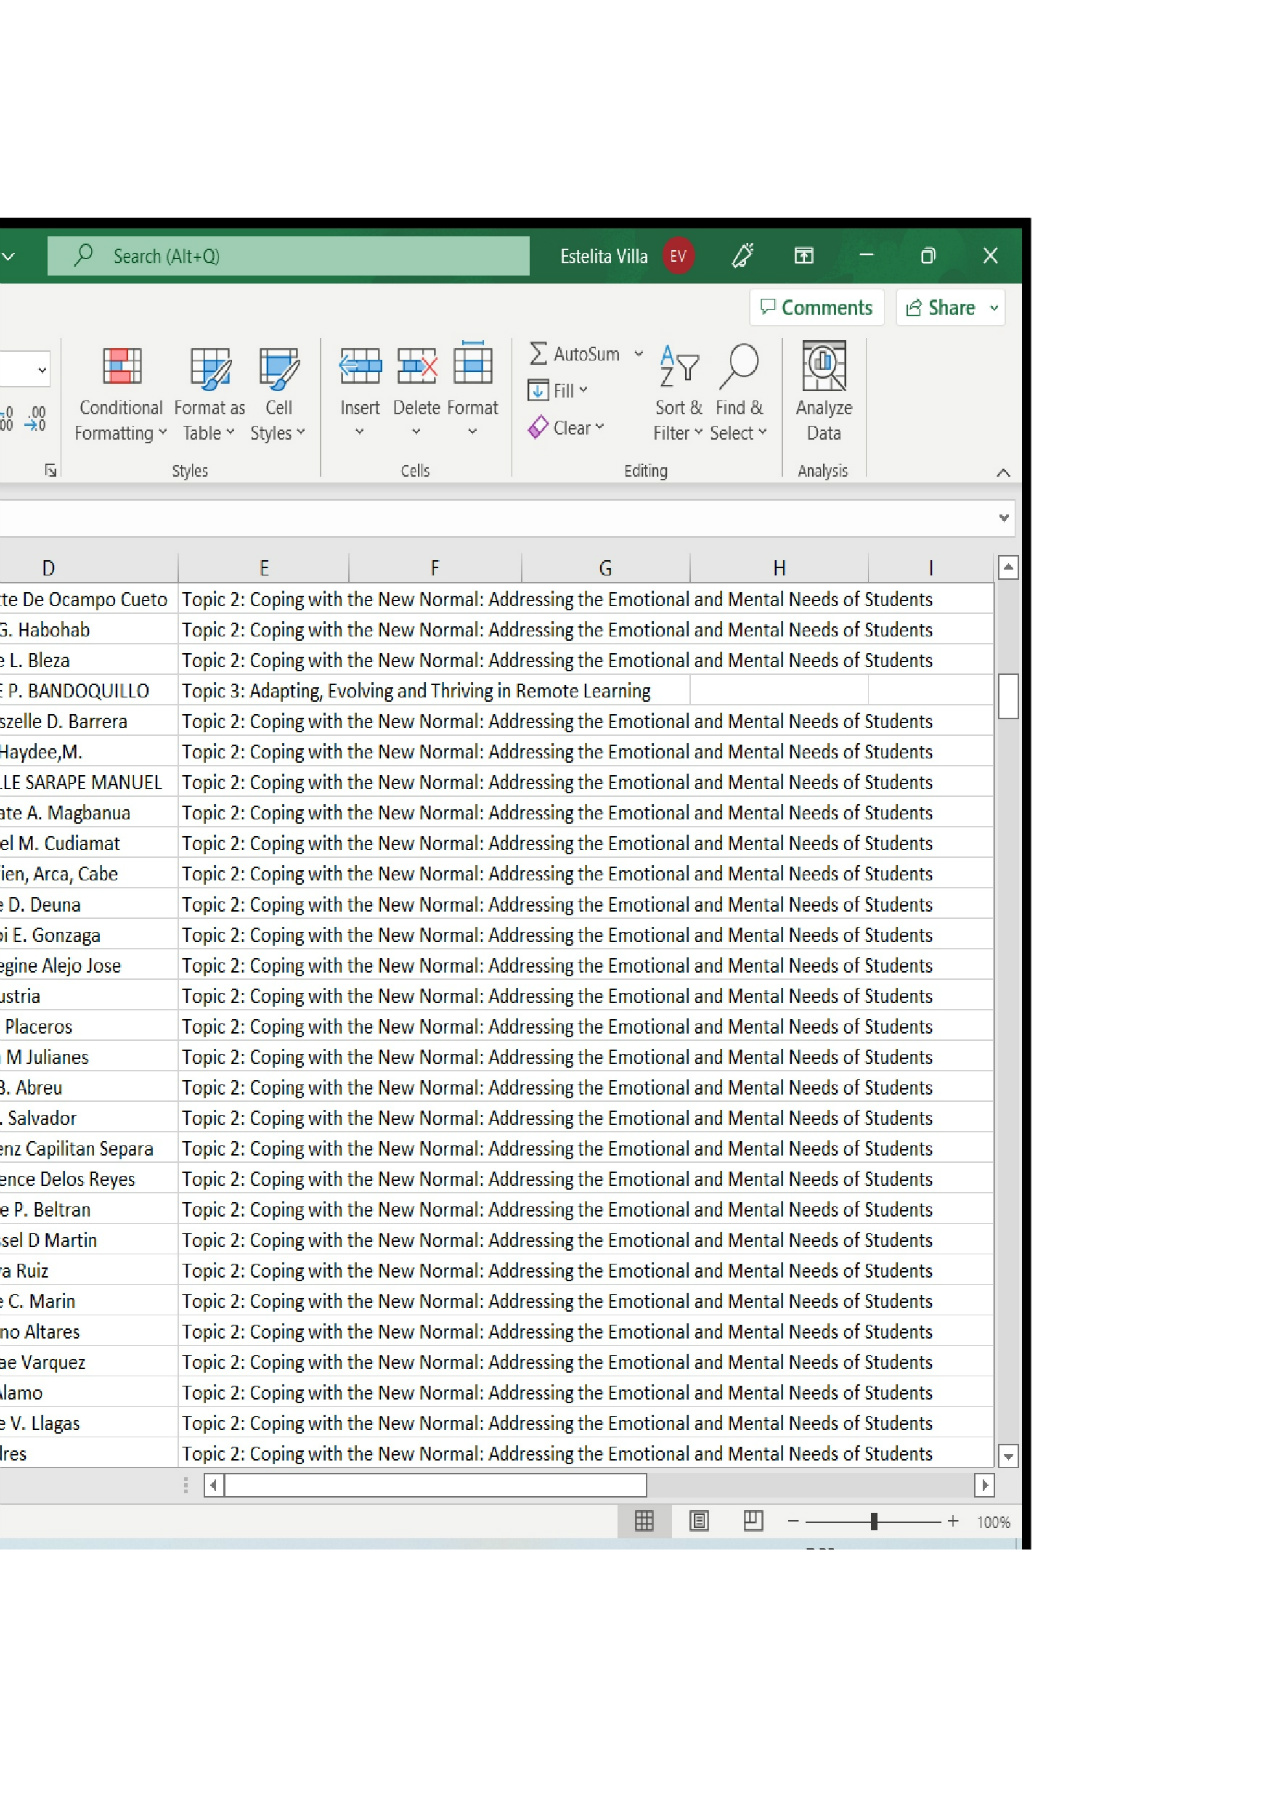 Search (Alt+Q) Estelita Villa EV
Comments Share
AutoSum
Fill
Conditional Format as Cell Insert Delete Format Sort & Find & Analyze
Formatting Table Styles Clear Filter Select Data
Styles Cells Editing Analysis
D E F G H I
tte De Ocampo Cueto Topic 2: Coping with the New Normal: Addressing the Emotional and Mental Needs of Students
G. Habohab Topic 2: Coping with the New Normal: Addressing the Emotional and Mental Needs of Students
e L. Bleza Topic 2: Coping with the New Normal: Addressing the Emotional and Mental Needs of Students
E P. BANDOQUILLO Topic 3: Adapting, Evolving and Thriving in Remote Learning
szelle D. Barrera Topic 2: Coping with the New Normal: Addressing the Emotional and Mental Needs of Students
Haydee,M. Topic 2: Coping with the New Normal: Addressing the Emotional and Mental Needs of Students
LLE SARAPE MANUEL Topic 2: Coping with the New Normal: Addressing the Emotional and Mental Needs of Students
ate A. Magbanua Topic 2: Coping with the New Normal: Addressing the Emotional and Mental Needs of Students
el M. Cudiamat Topic 2: Coping with the New Normal: Addressing the Emotional and Mental Needs of Students
ien, Arca, Cabe Topic 2: Coping with the New Normal: Addressing the Emotional and Mental Needs of Students
e D. Deuna Topic 2: Coping with the New Normal: Addressing the Emotional and Mental Needs of Students
bi E. Gonzaga Topic 2: Coping with the New Normal: Addressing the Emotional and Mental Needs of Students
egine Alejo Jose Topic 2: Coping with the New Normal: Addressing the Emotional and Mental Needs of Students
ustria Topic 2: Coping with the New Normal: Addressing the Emotional and Mental Needs of Students
Placeros Topic 2: Coping with the New Normal: Addressing the Emotional and Mental Needs of Students
M Julianes Topic 2: Coping with the New Normal: Addressing the Emotional and Mental Needs of Students
B. Abreu Topic 2: Coping with the New Normal: Addressing the Emotional and Mental Needs of Students
. Salvador Topic 2: Coping with the New Normal: Addressing the Emotional and Mental Needs of Students
enz Capilitan Separa Topic 2: Coping with the New Normal: Addressing the Emotional and Mental Needs of Students
ence Delos Reyes Topic 2: Coping with the New Normal: Addressing the Emotional and Mental Needs of Students
e P. Beltran Topic 2: Coping with the New Normal: Addressing the Emotional and Mental Needs of Students
ssel D Martin Topic 2: Coping with the New Normal: Addressing the Emotional and Mental Needs of Students
a Ruiz Topic 2: Coping with the New Normal: Addressing the Emotional and Mental Needs of Students
e C. Marin Topic 2: Coping with the New Normal: Addressing the Emotional and Mental Needs of Students
no Altares Topic 2: Coping with the New Normal: Addressing the Emotional and Mental Needs of Students
ae Varquez Topic 2: Coping with the New Normal: Addressing the Emotional and Mental Needs of Students
Alamo Topic 2: Coping with the New Normal: Addressing the Emotional and Mental Needs of Students
e V. Llagas Topic 2: Coping with the New Normal: Addressing the Emotional and Mental Needs of Students
dres Topic 2: Coping with the New Normal: Addressing the Emotional and Mental Needs of Students
100%